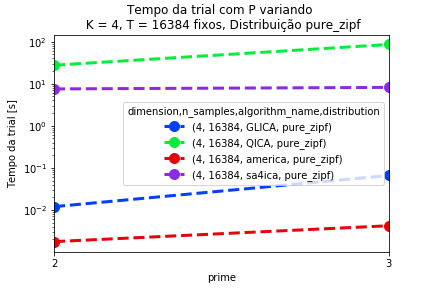 Tempo da trial com P variando
K = 4, T = 16384 fixos, Distribuição pure_zipf
Tempo da trial [s]
10²
10¹
10⁰
10⁻¹
10⁻²
dimension,n_samples,algorithm_name,distribution
(4, 16384, GLICA, pure_zipf)
(4, 16384, QICA, pure_zipf)
(4, 16384, america, pure_zipf)
(4, 16384, sa4ica, pure_zipf)
2
3
prime